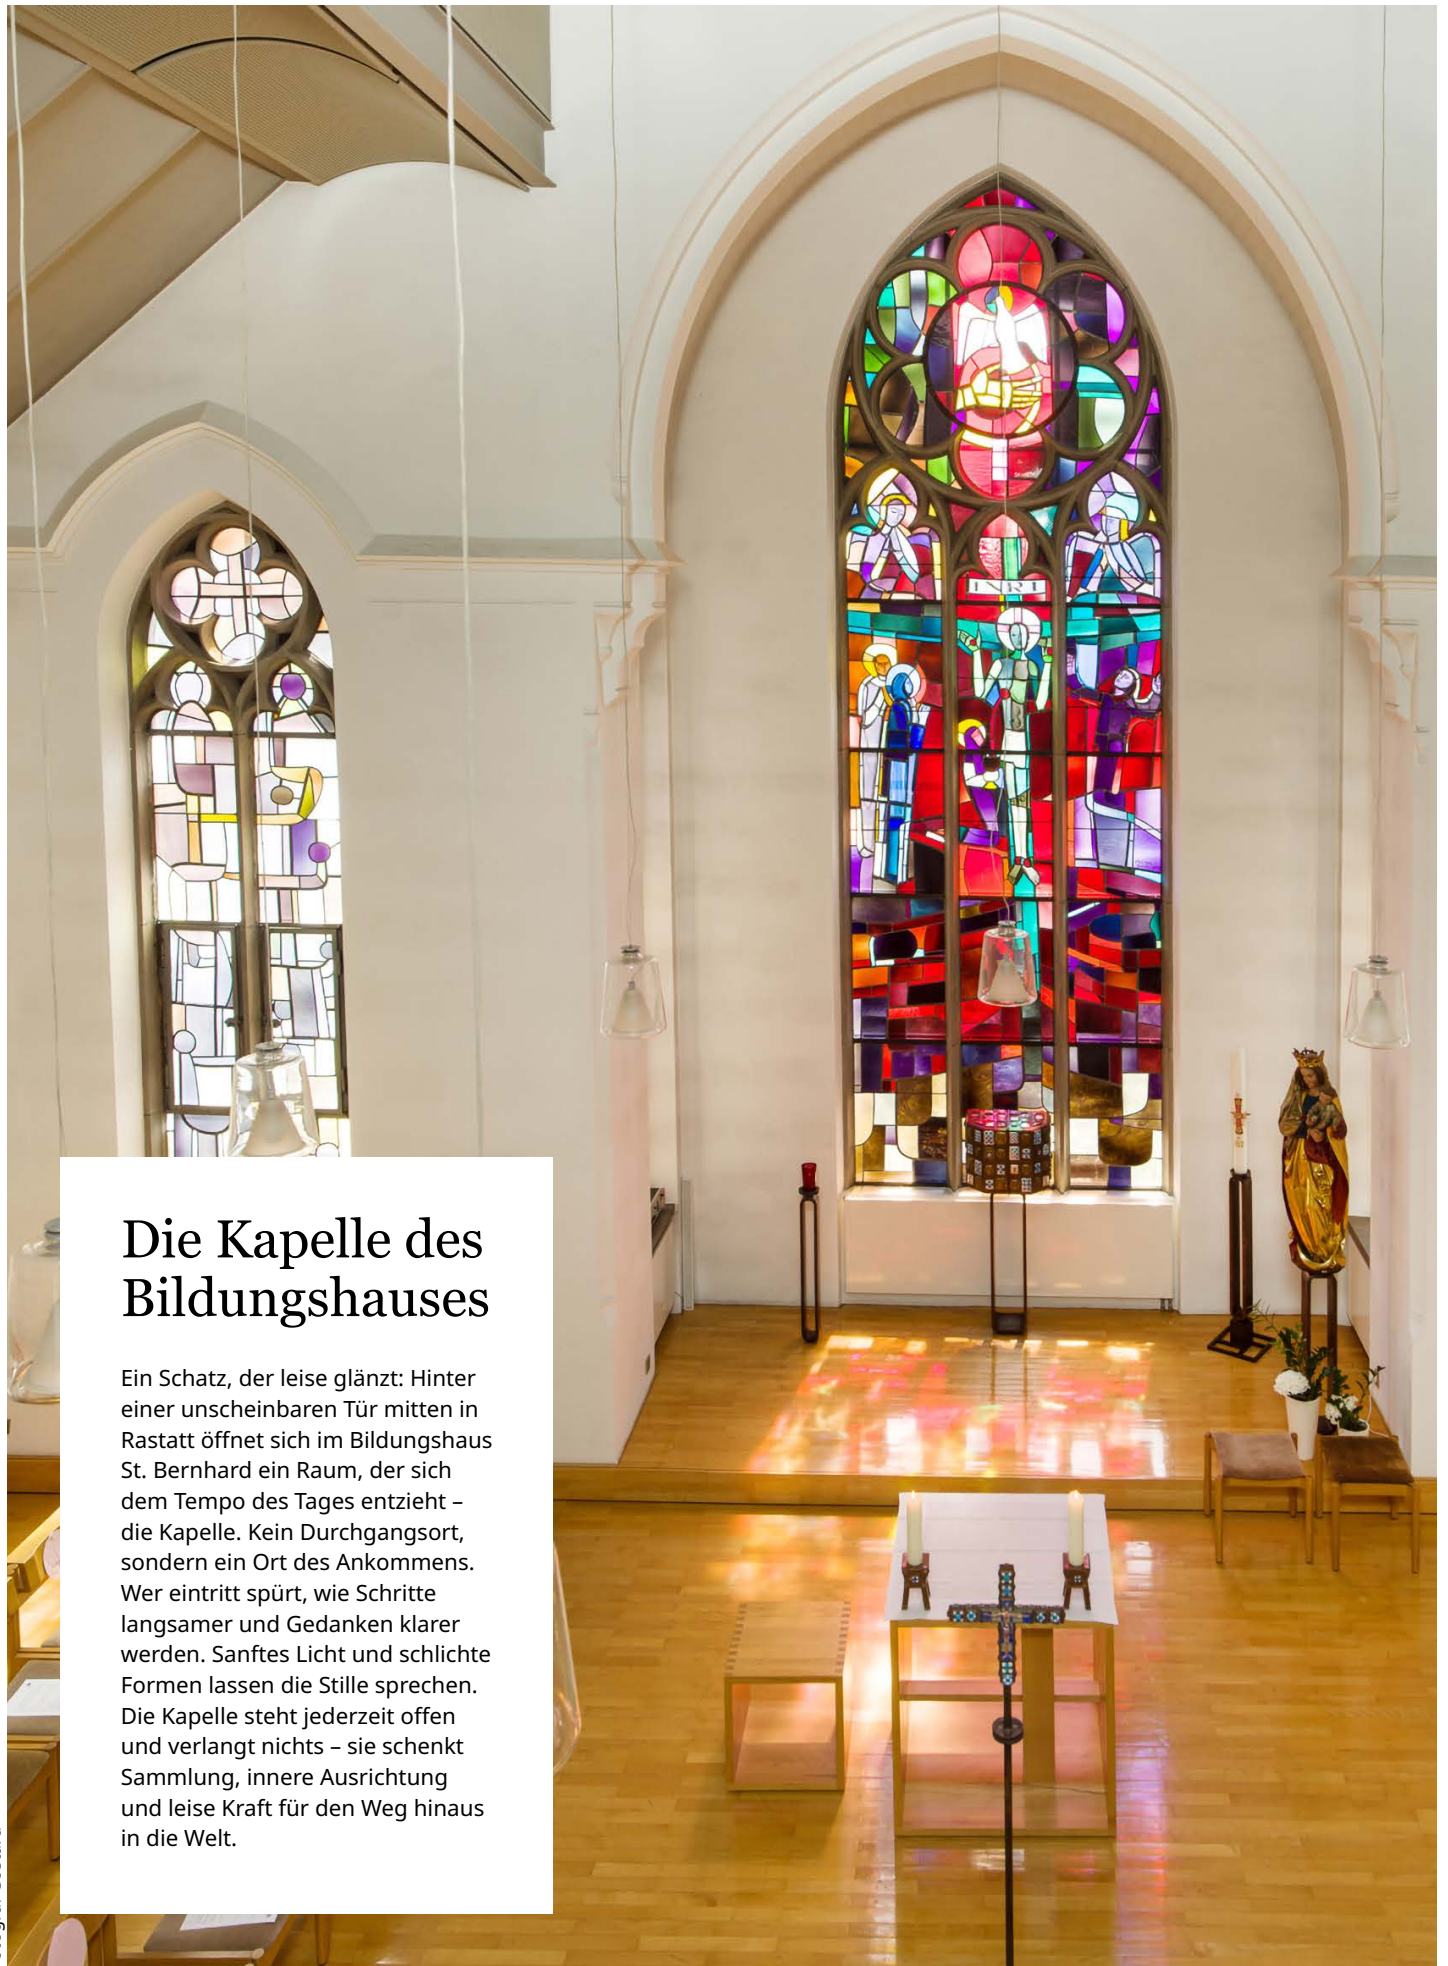 INRI
Die Kapelle des
Bildungshauses
Ein Schatz, der leise glänzt: Hinter
einer unscheinbaren Tür mitten in
Rastatt öffnet sich im Bildungshaus
St. Bernhard ein Raum, der sich
dem Tempo des Tages entzieht –
die Kapelle. Kein Durchgangsort,
sondern ein Ort des Ankommens.
Wer eintritt spürt, wie Schritte
langsamer und Gedanken klarer
werden. Sanftes Licht und schlichte
Formen lassen die Stille sprechen.
Die Kapelle steht jederzeit offen
und verlangt nichts – sie schenkt
Sammlung, innere Ausrichtung
und leise Kraft für den Weg hinaus
in die Welt.